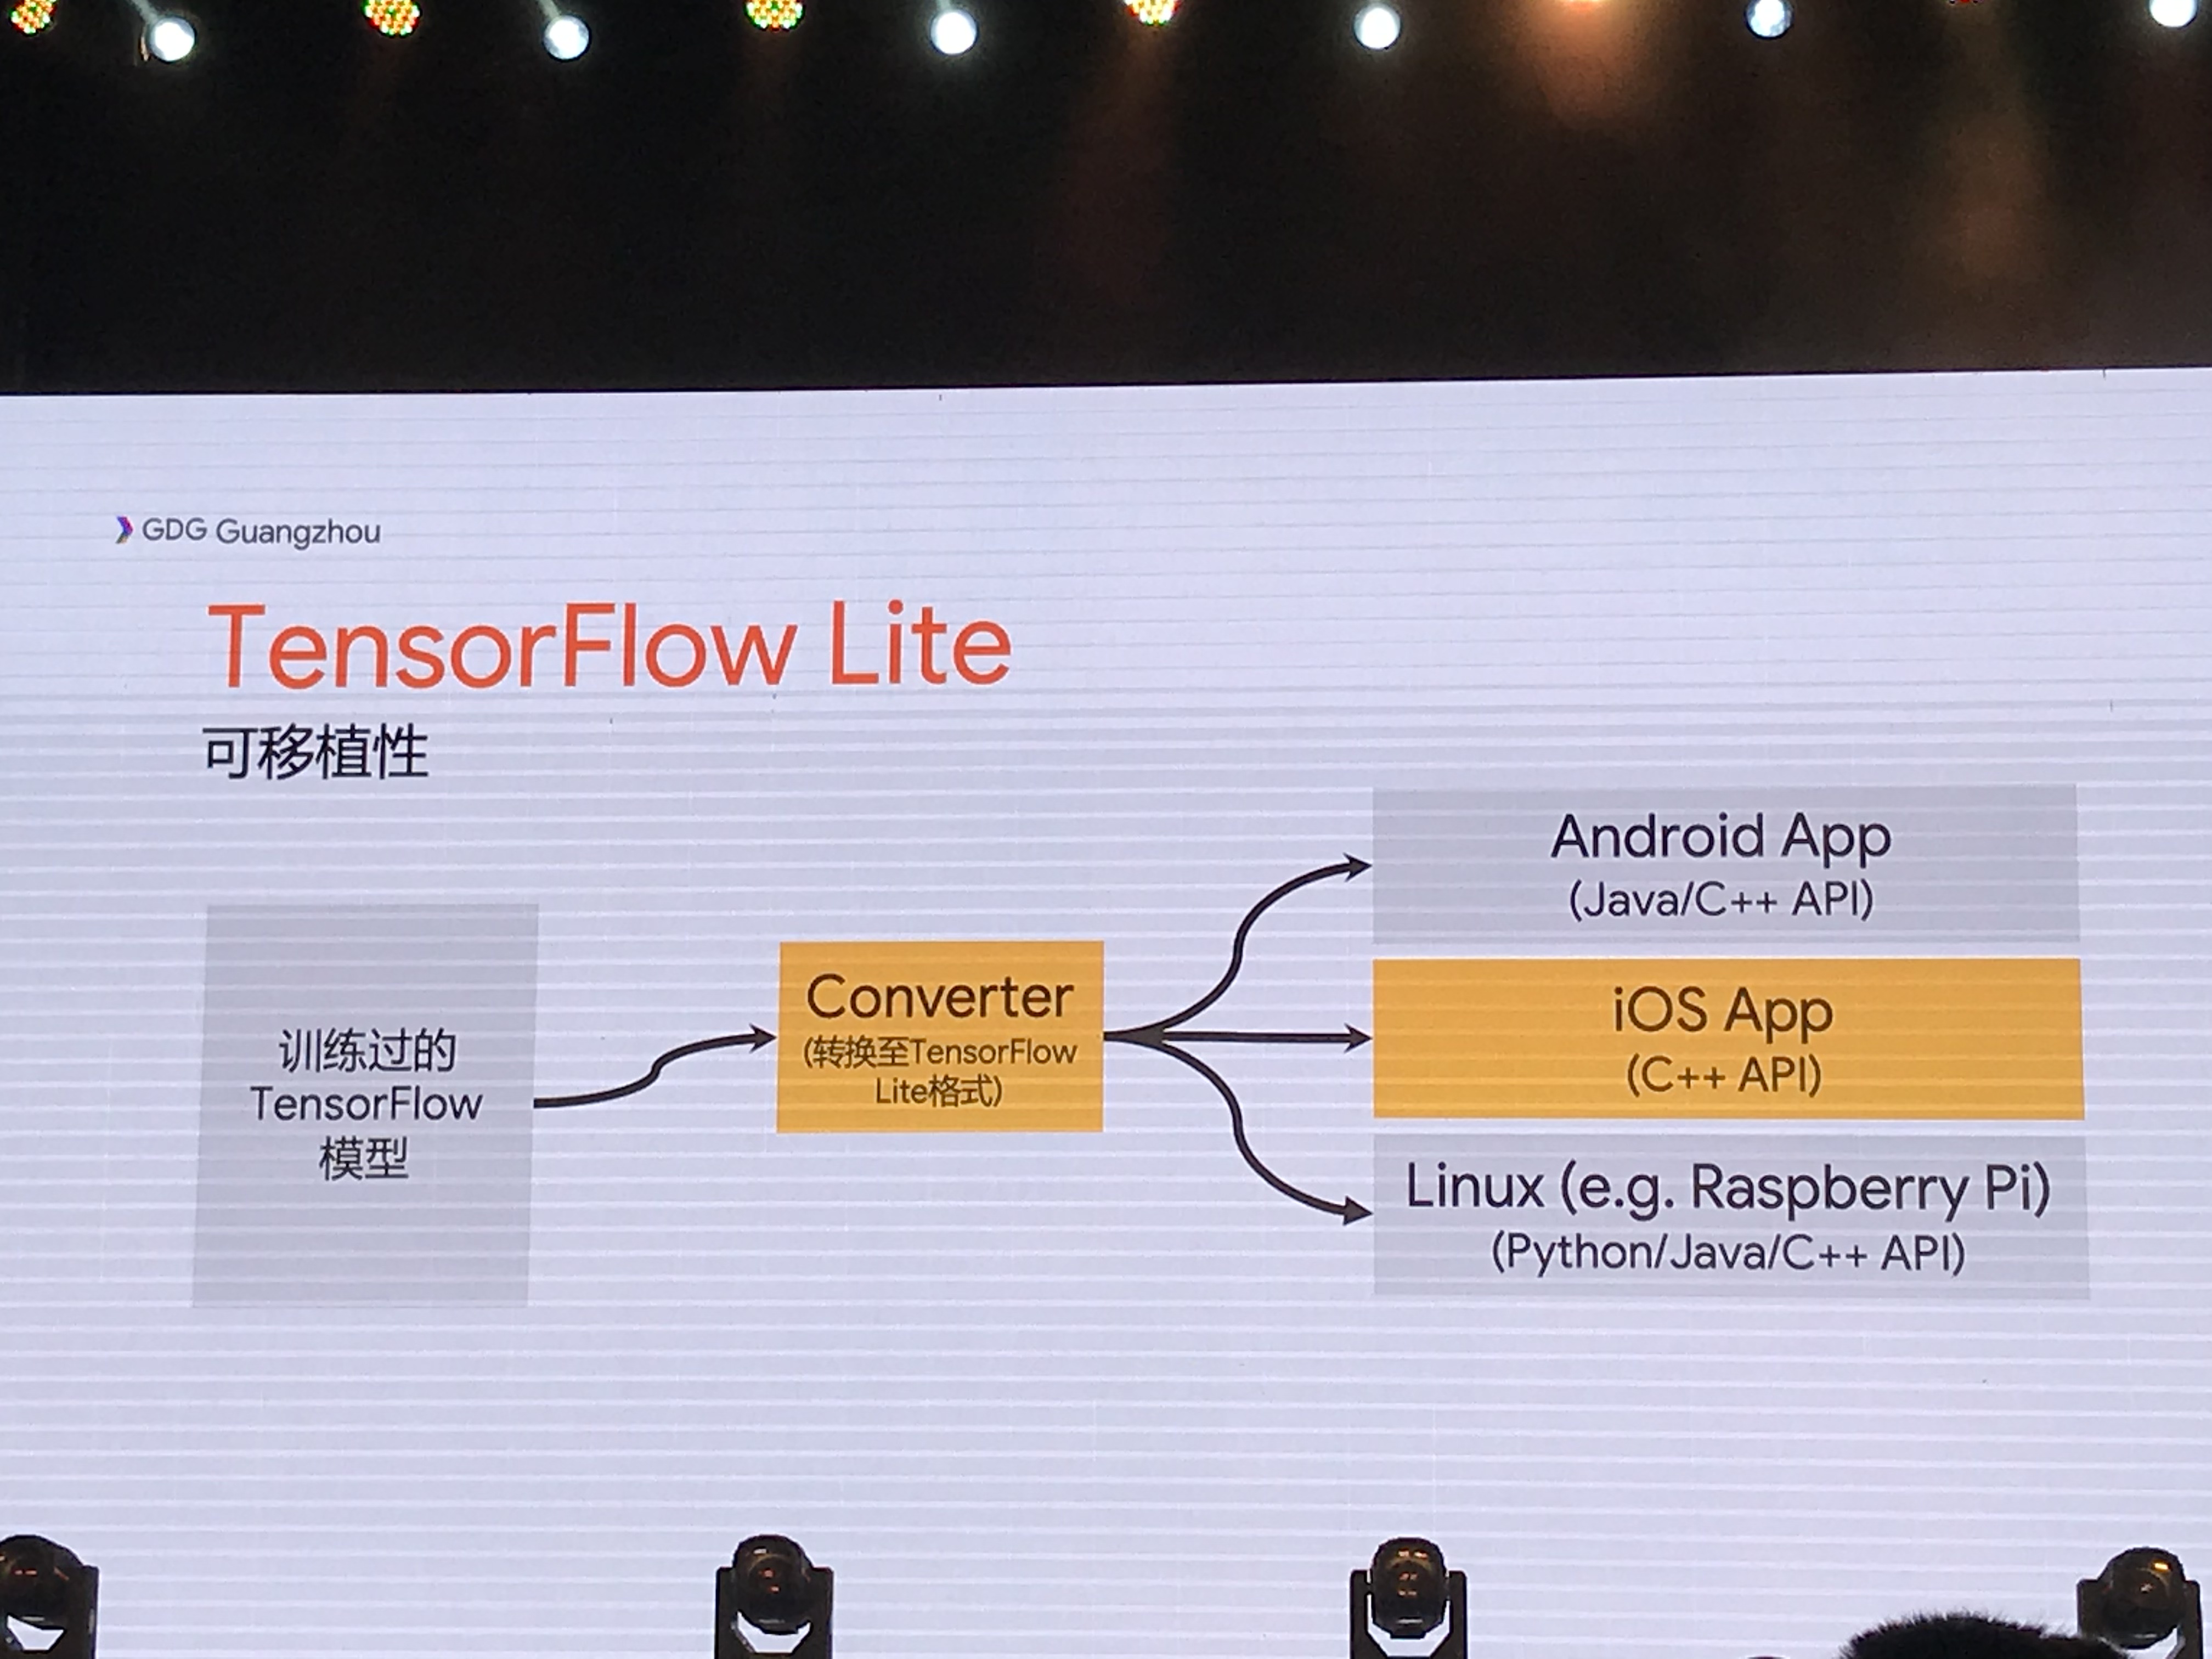 GDG Guangzhou
TensorFlow Lite
可移植性
训练过的
TensorFlow
模型
Converter
(转换至TensorFlow
Lite格式)
Android App
(Java/C++ API)
iOS App
(C++ API)
Linux (e.g. Raspberry Pi)
(Python/Java/C++ API)